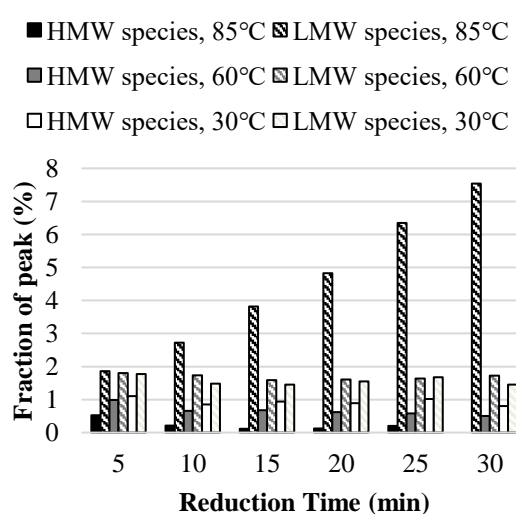 HMW species, 85°C LMW species, 85°C
HMW species, 60°C LMW species, 60°C
HMW species, 30°C LMW species, 30°C
8
7
6
5
4
3
2
1
0
Fraction of peak (%)
5 10 15 20 25 30
Reduction Time (min)